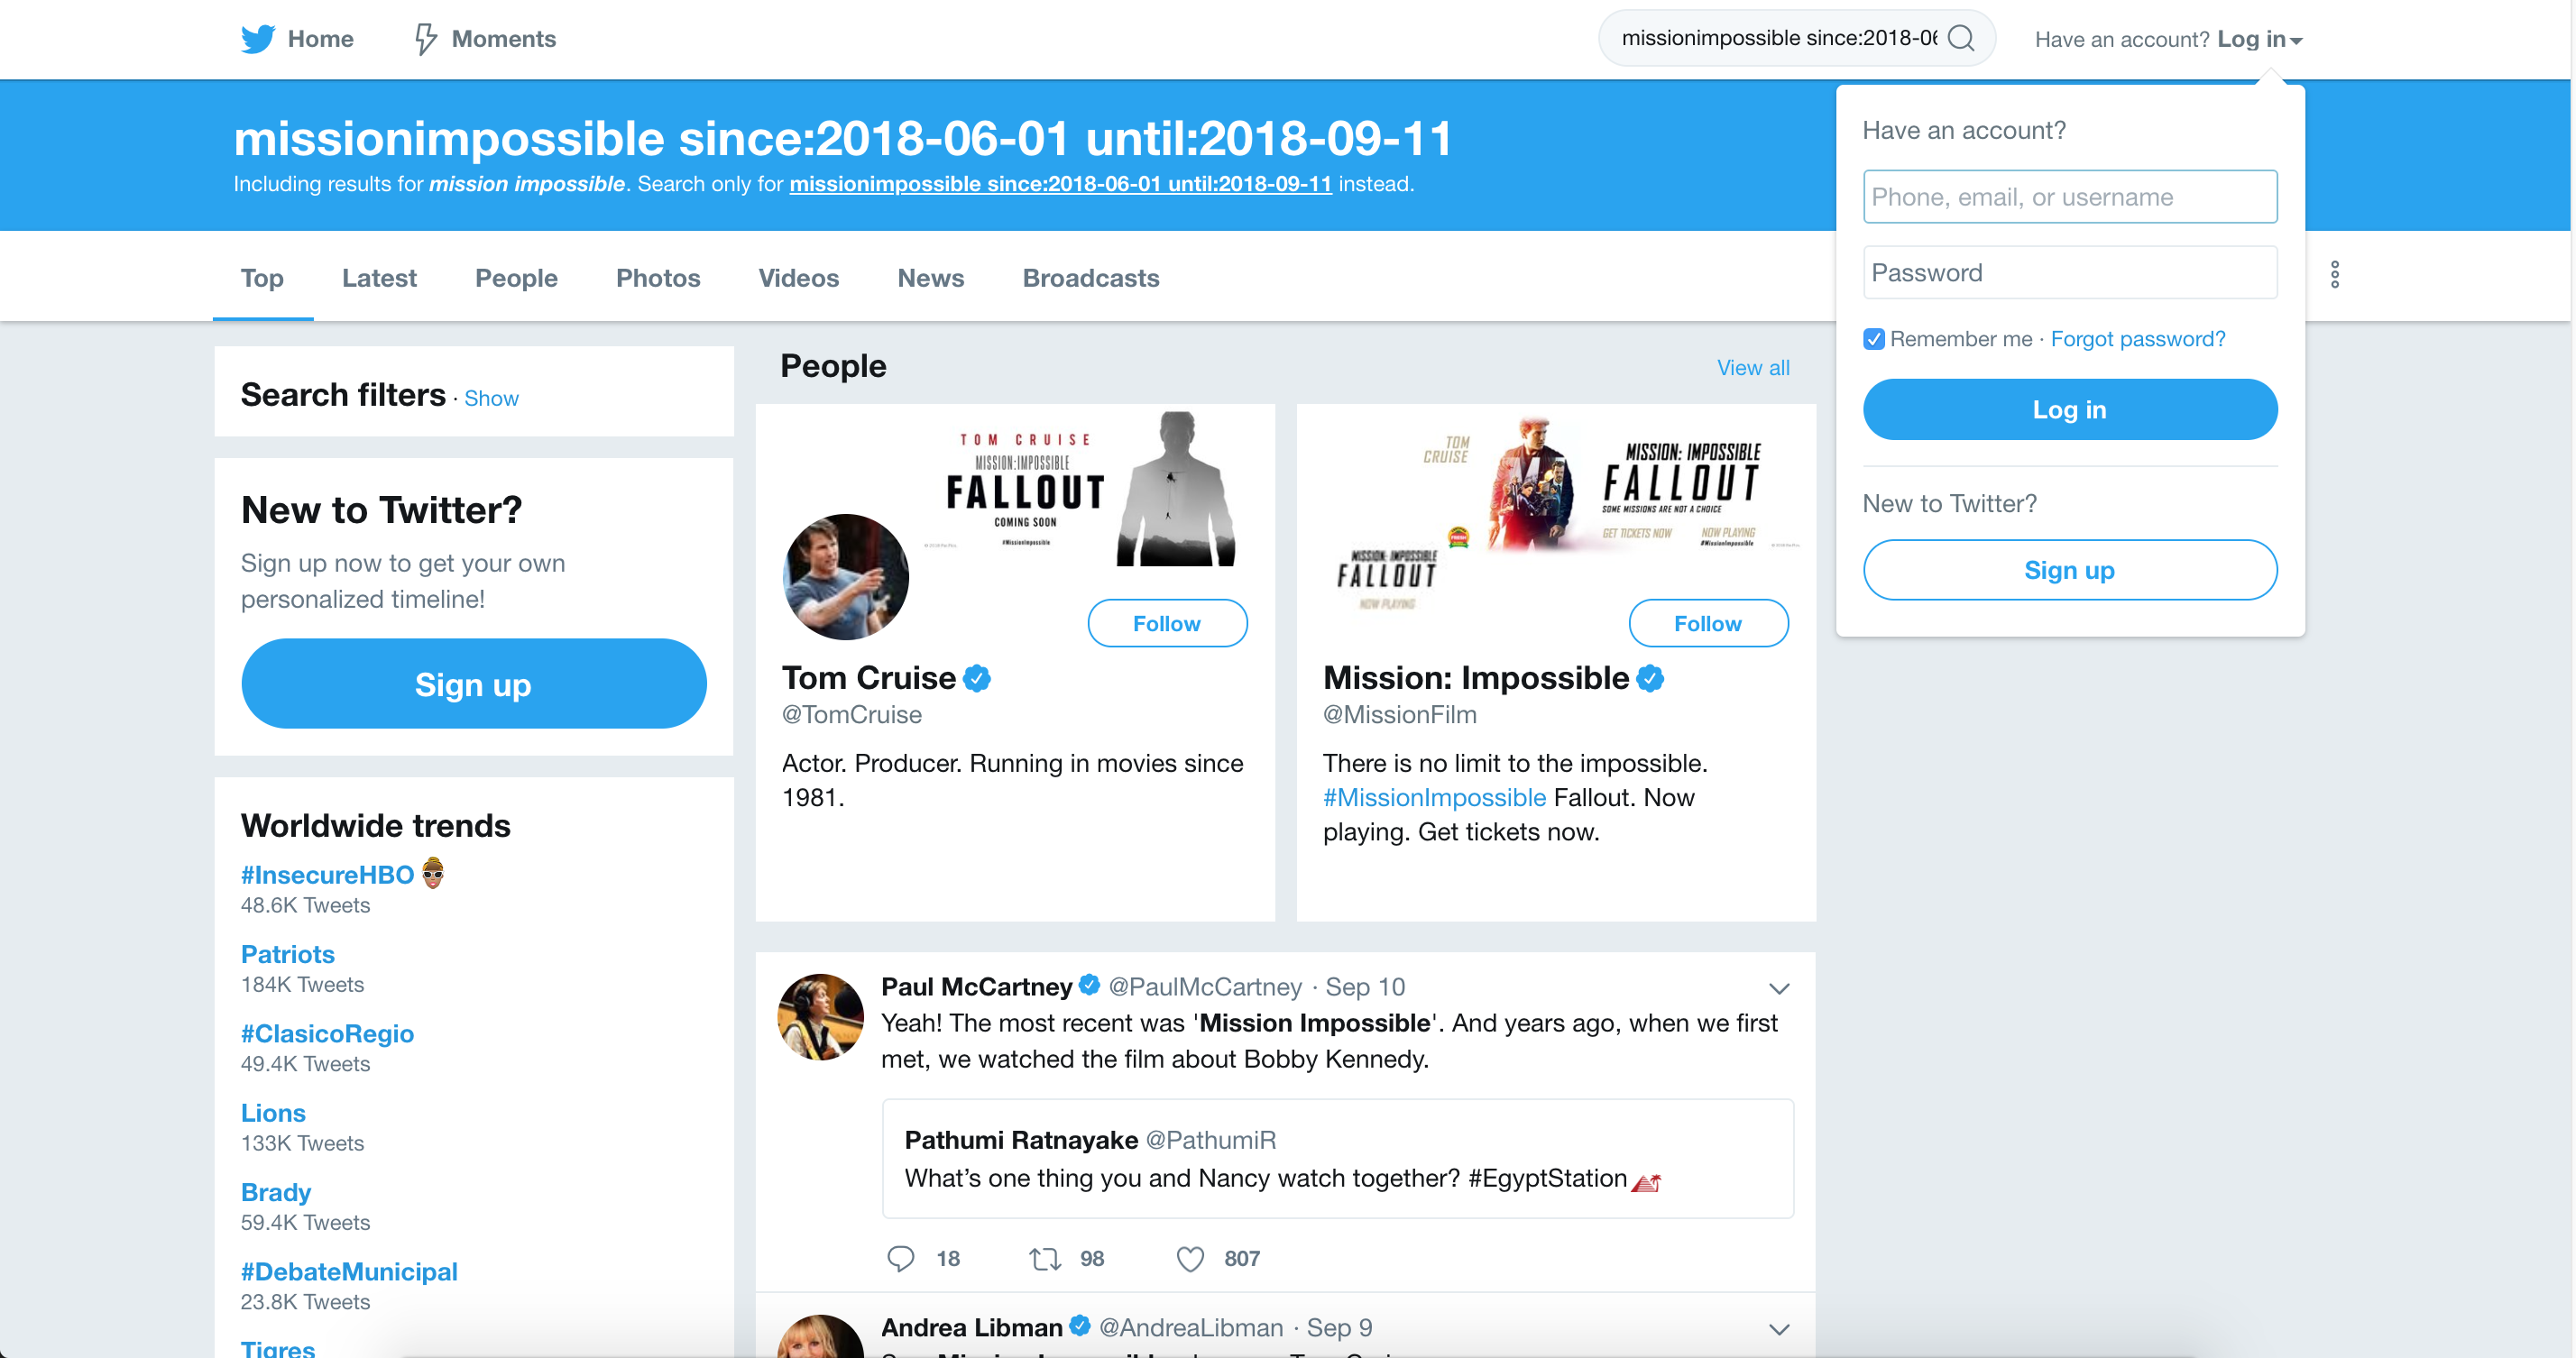 Home
Moments
missionimpossible since:2018-06
Have an account? Log in
missionimpossible since:2018-06-01 until:2018-09-11
Including results for mission impossible. Search only for missionimpossible since:2018-06-01 until:2018-09-11 instead.
Top
Latest
People
Photos
Videos
News
Broadcasts
Have an account?
Phone, email, or username
Password
Remember me · Forgot password?
Log in
New to Twitter?
Sign up
Search filters · Show
New to Twitter?
Sign up now to get your own
personalized timeline!
Sign up
Worldwide trends
#InsecureHBO
48.6K Tweets
Patriots
184K Tweets
#ClasicoRegio
49.4K Tweets
Lions
133K Tweets
Brady
59.4K Tweets
#DebateMunicipal
23.8K Tweets
Tigres
People
View all
TOM CRUISE
MISSION:IMPOSSIBLE
FALLOUT
COMING SOON
#MissionImpossible
Follow
Tom Cruise
@TomCruise
Actor. Producer. Running in movies since
1981.
TOM
CRUISE
MISSION: IMPOSSIBLE
FALLOUT
SOME MISSIONS ARE NOT A CHOICE
GET TICKETS NOW
NOW PLAYING
#MissionImpossible
FRESH
MISSION: IMPOSSIBLE
FALLOUT
NOW PLAYING
Follow
Mission: Impossible
@MissionFilm
There is no limit to the impossible.
#MissionImpossible Fallout. Now
playing. Get tickets now.
Paul McCartney @PaulMcCartney · Sep 10
Yeah! The most recent was 'Mission Impossible'. And years ago, when we first
met, we watched the film about Bobby Kennedy.
Pathumi Ratnayake @PathumiR
What’s one thing you and Nancy watch together? #EgyptStation
18
98
807
Andrea Libman @AndreaLibman · Sep 9